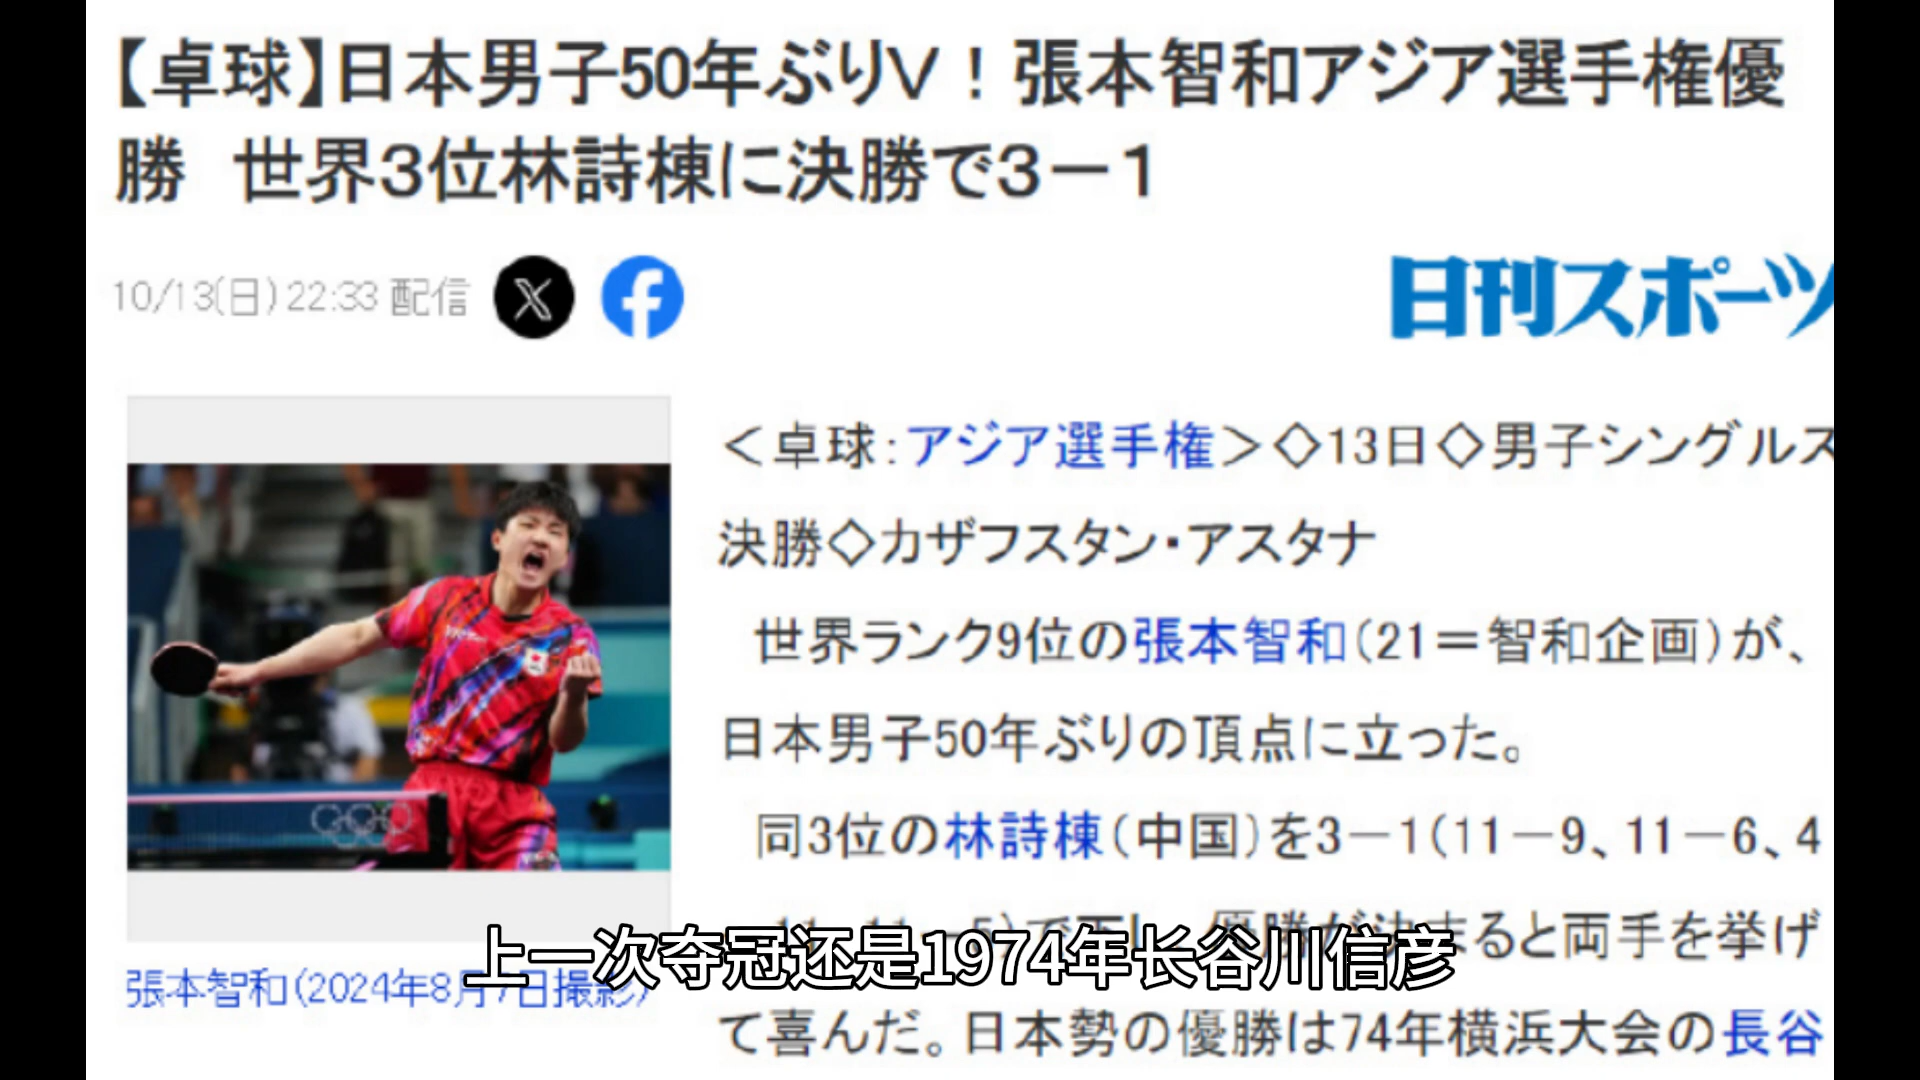 【卓球】日本男子50年ぶりV！張本智和アジア選手権優
勝　世界3位林詩棟に決勝で3－1
10/13(日) 22:33 配信
日刊スポーツ
＜卓球：アジア選手権＞◇13日◇男子シングルス
決勝◇カザフスタン・アスタナ
世界ランク9位の張本智和（21＝智和企画）が、
日本男子50年ぶりの頂点に立った。
同3位の林詩棟（中国）を3－1（11－9、11－6、4
まると両手を挙げ
て喜んだ。日本勢の優勝は74年横浜大会の長谷
張本智和（2024年8月7日撮影）
上一次夺冠还是1974年长谷川信彦